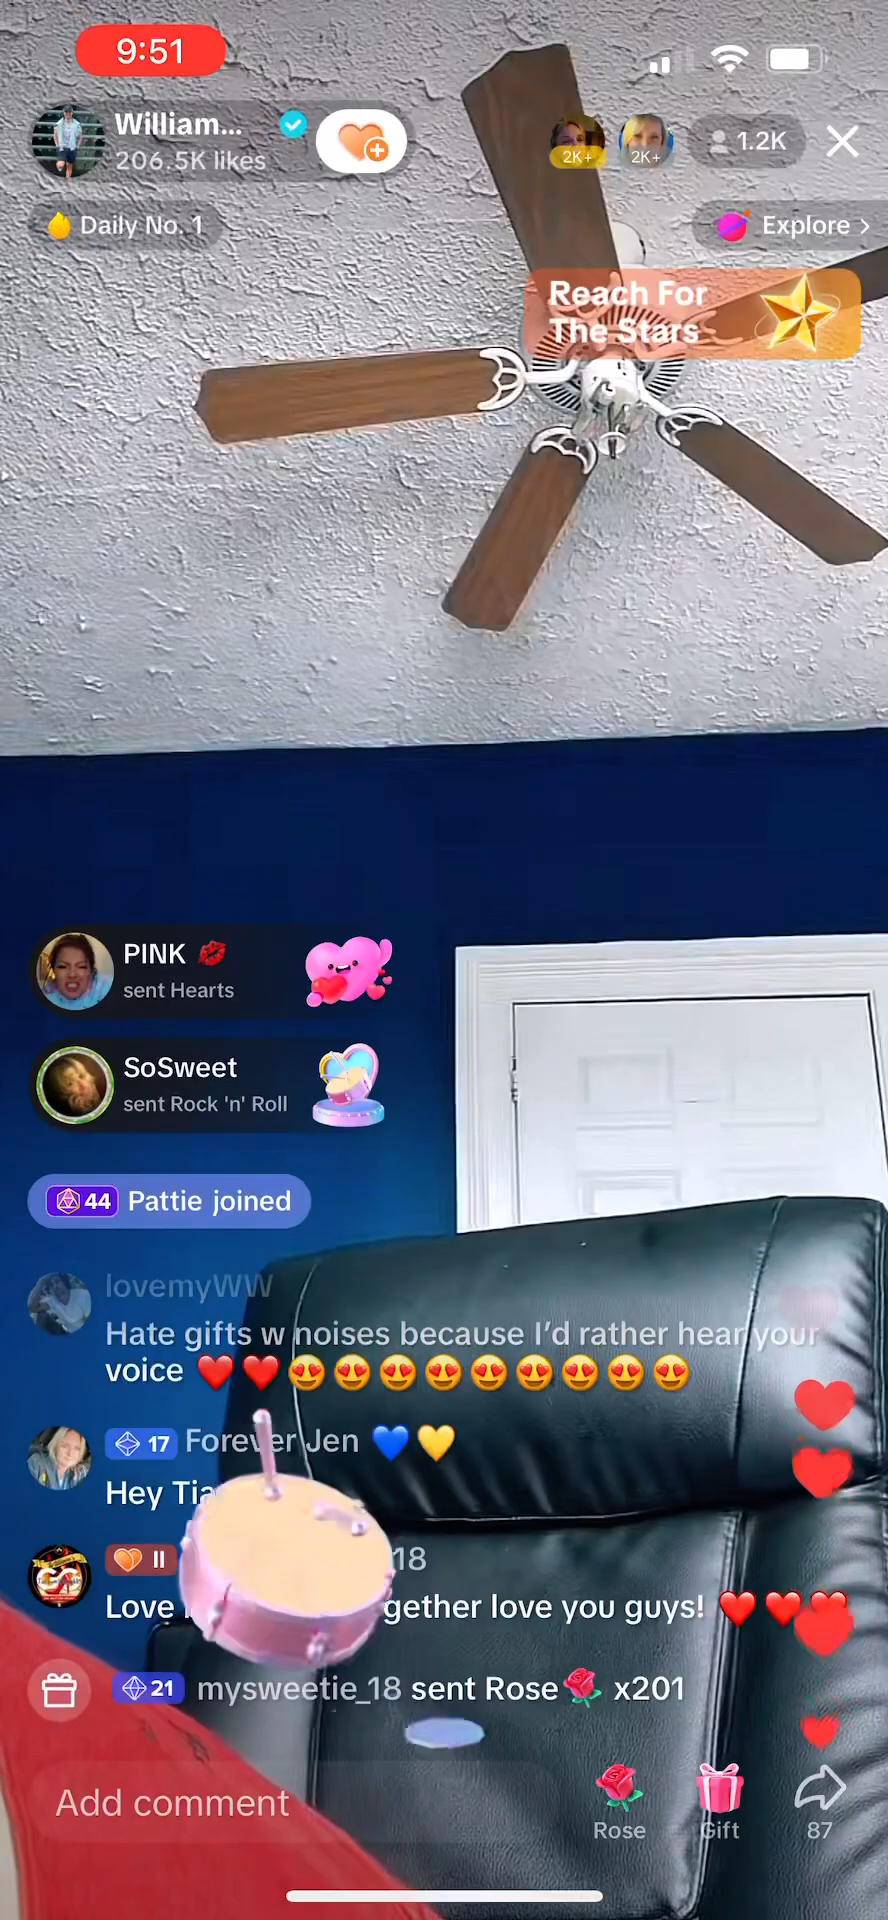 9:51
William...
206.5K likes
2K+
2K+
1.2K
Daily No. 1
Explore >
Reach For
The Stars
PINK 💋
sent Hearts
SoSweet
sent Rock 'n' Roll
44 Pattie joined
lovemyWW
Hate gifts w noises because I'd rather hear your
voice ❤️❤️😍😍😍😍😍😍😍😍😍
17 Forever Jen 💙💛
Hey
II 18
Love gether love you guys! ❤️❤️❤️
21 mysweetie_18 sent Rose🌹 x201
Add comment
Rose
Gift
87